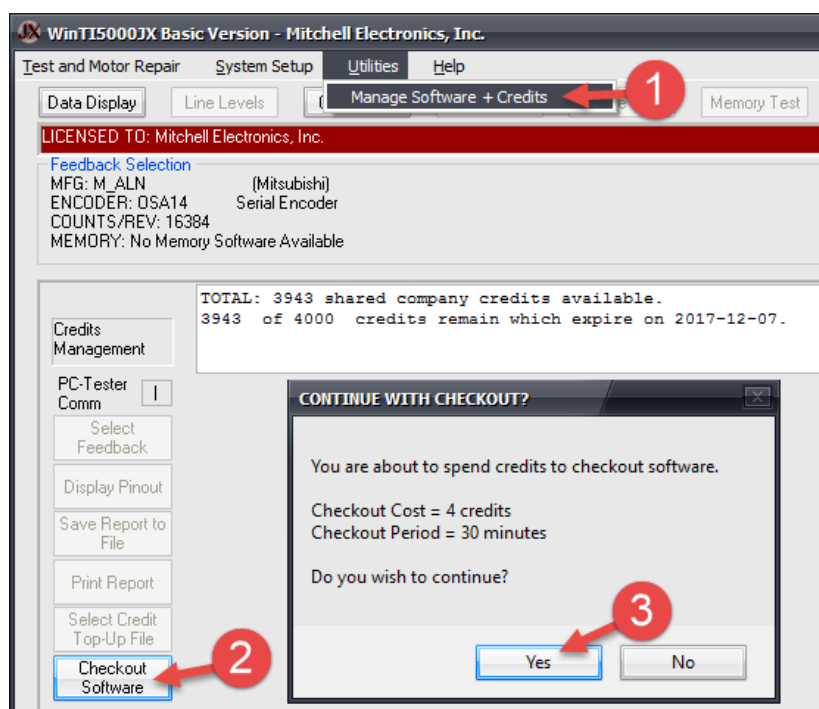 JX WinTI5000JX Basic Version - Mitchell Electronics, Inc.
Test and Motor Repair System Setup Utilities Help
Manage Software + Credits 1
Data Display Line Levels Memory Test
LICENSED TO: Mitchell Electronics, Inc.
Feedback Selection
MFG: M_ALN (Mitsubishi)
ENCODER: OSA14 Serial Encoder
COUNTS/REV: 16384
MEMORY: No Memory Software Available
TOTAL: 3943 shared company credits available.
3943 of 4000 credits remain which expire on 2017-12-07.
Credits
Management
PC-Tester
Comm |
Select
Feedback
Display Pinout
Save Report to
File
Print Report
Select Credit
Top-Up File
Checkout
Software
2
CONTINUE WITH CHECKOUT? X
You are about to spend credits to checkout software.
Checkout Cost = 4 credits
Checkout Period = 30 minutes
Do you wish to continue?
3
Yes No